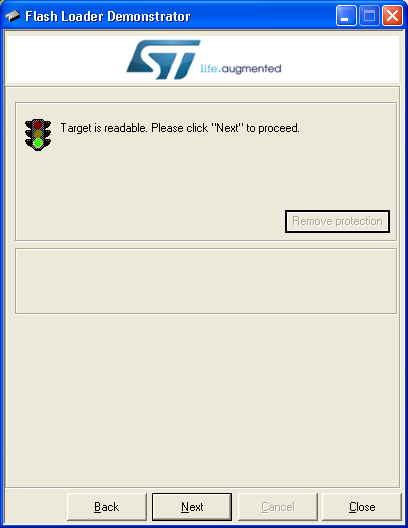 Flash Loader Demonstrator
ST
life.augmented
Target is readable. Please click "Next" to proceed.
Remove protection
Back
Next
Cancel
Close